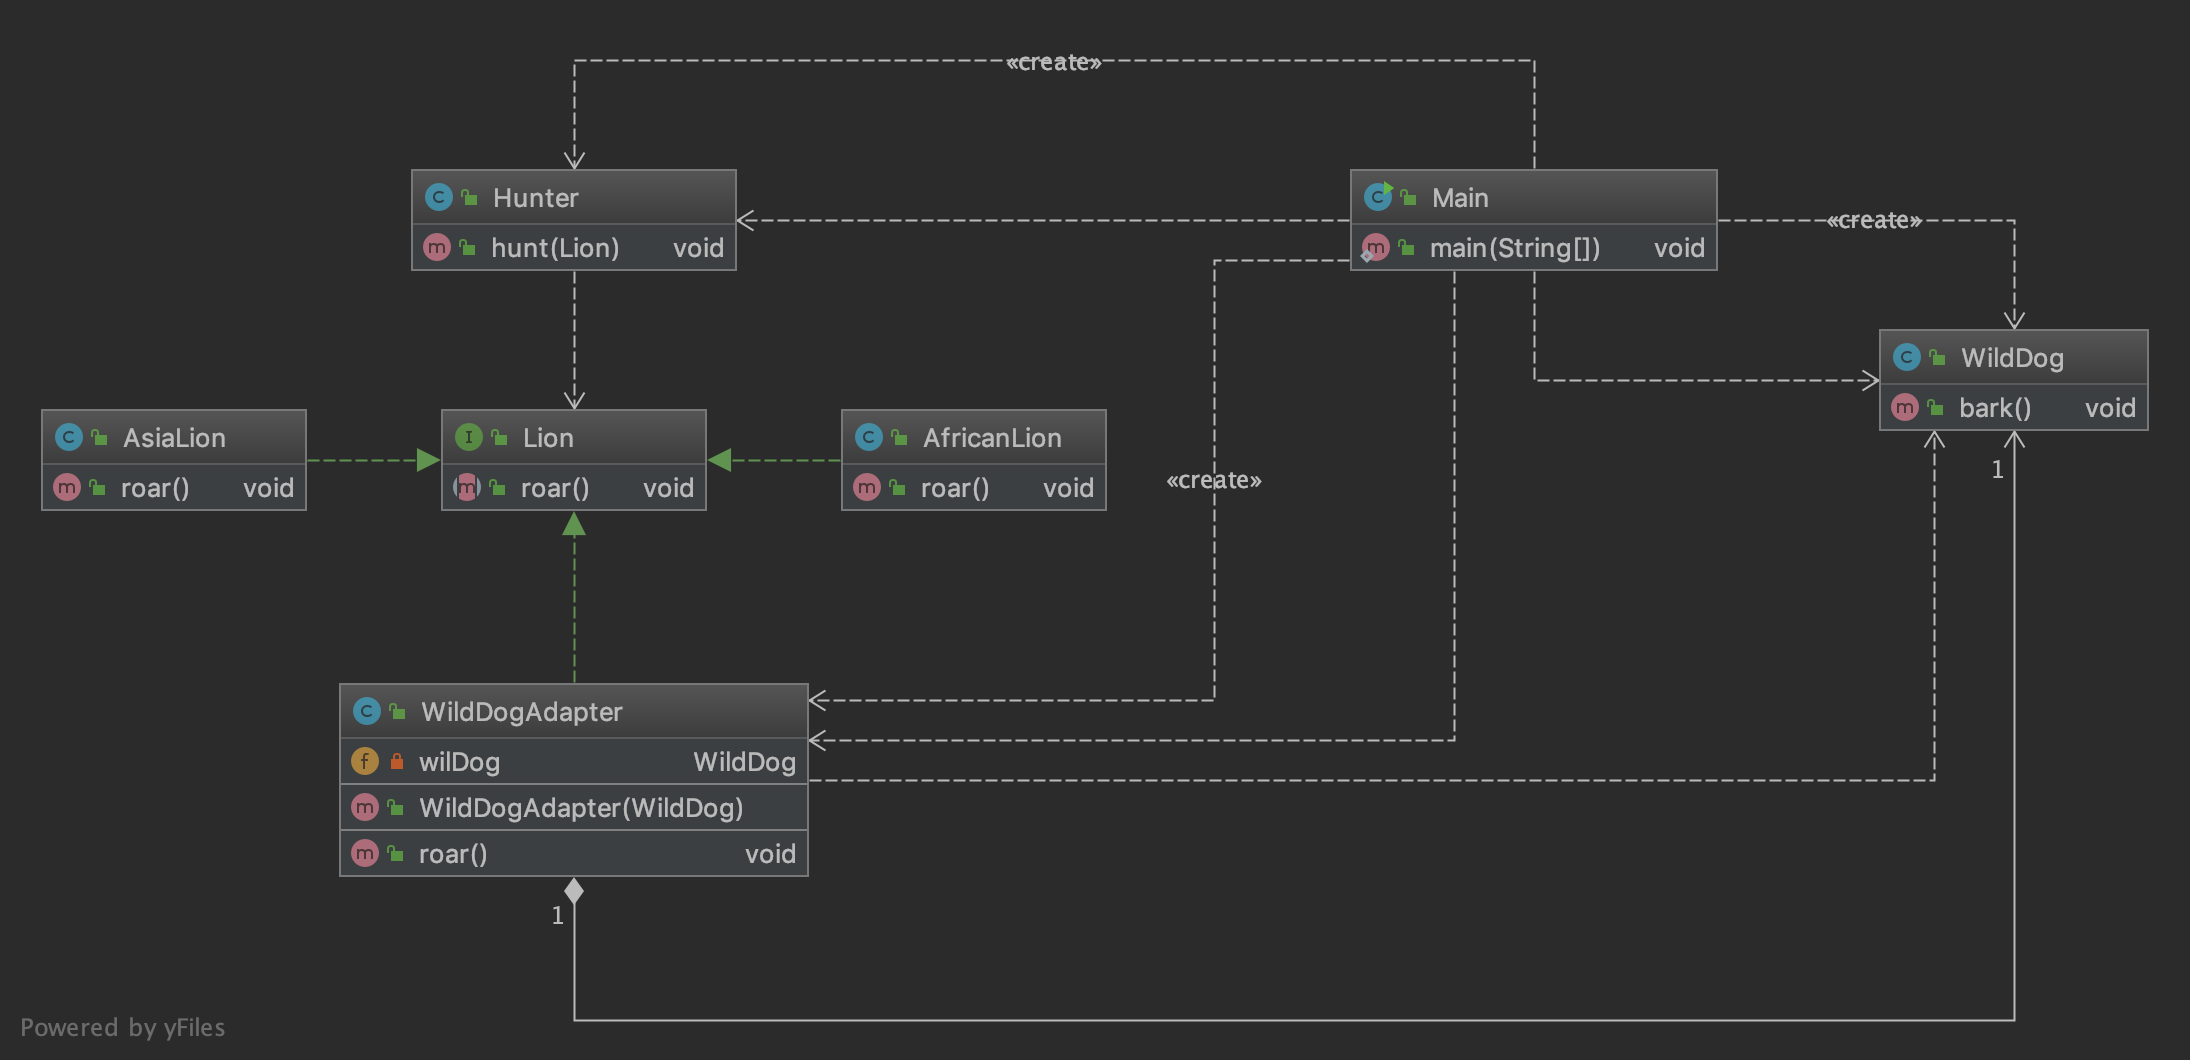 «create»
Hunter
hunt(Lion) void
Main
main(String[]) void
«create»
WildDog
bark() void
1
AsiaLion
roar() void
Lion
roar() void
AfricanLion
roar() void
«create»
WildDogAdapter
wilDog WildDog
WildDogAdapter(WildDog)
roar() void
1
Powered by yFiles